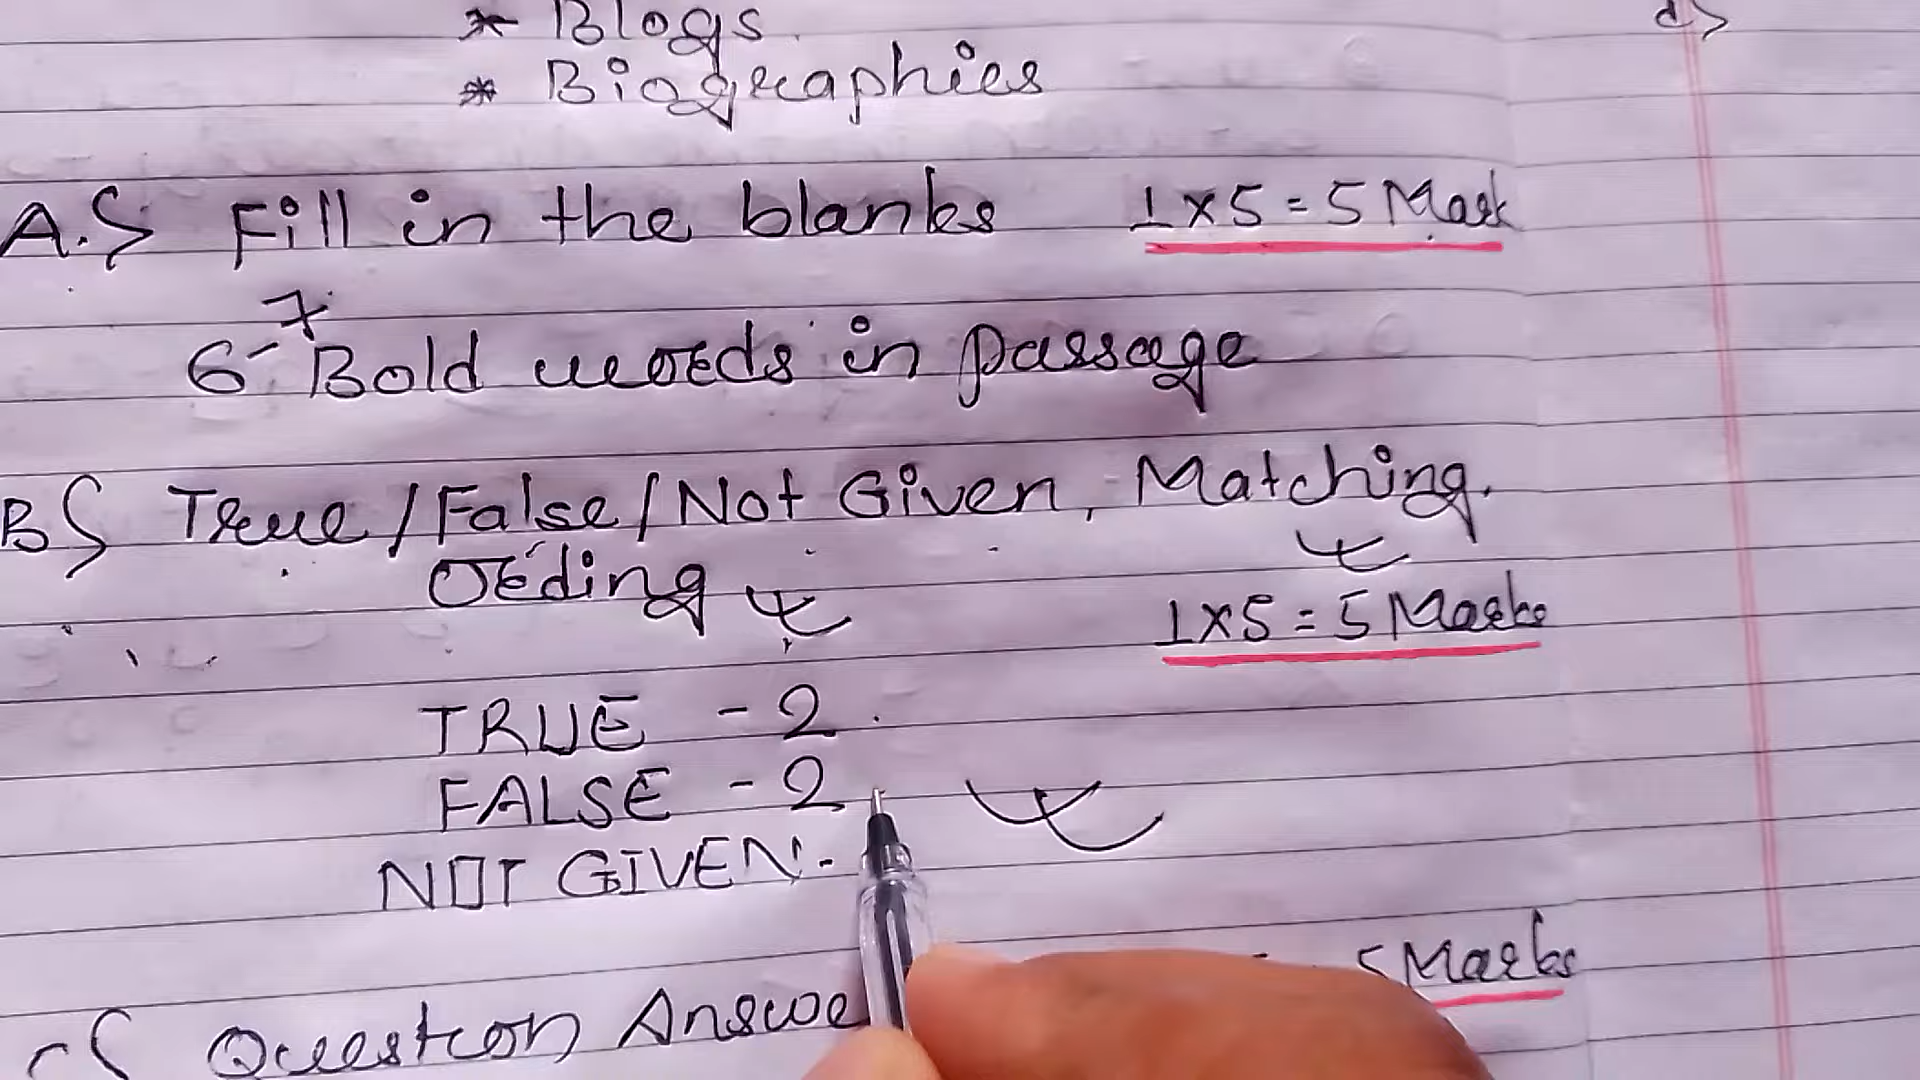 * Blogs
* Biographies
A.) Fill in the blanks 1x5=5 Mark
6-7 Bold words in passage
B) True/False/Not Given, Matching.
Ording
1x5=5 Marks
TRUE - 2
FALSE - 2
NOT GIVEN -
5 Marks
Question Answe